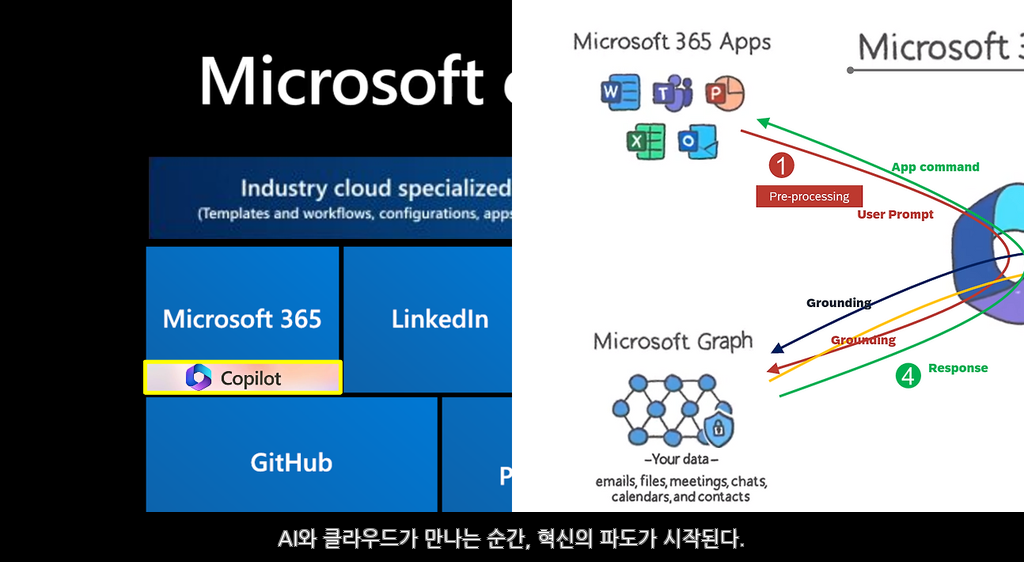 Microsoft
Industry cloud specialized
(Templates and workflows, configurations, apps
Microsoft 365
LinkedIn
Copilot
GitHub
P
Microsoft 365 Apps
Microsoft 3
W
T
P
X
O
1
Pre-processing
App command
User Prompt
Grounding
Grounding
4
Response
Microsoft Graph
–Your data–
emails, files, meetings, chats,
calendars, and contacts
AI와 클라우드가 만나는 순간, 혁신의 파도가 시작된다.